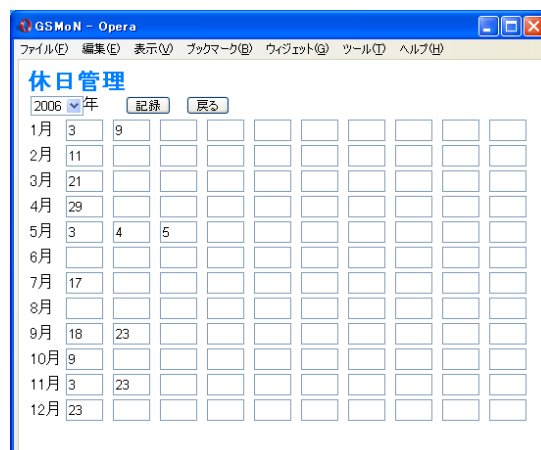 GSMoN - Opera
ファイル(F) 編集(E) 表示(V) ブックマーク(B) ウィジェット(G) ツール(T) ヘルプ(H)
休日管理
2006 年 記録 戻る
1月 3 9
2月 11
3月 21
4月 29
5月 3 4 5
6月
7月 17
8月
9月 18 23
10月 9
11月 3 23
12月 23